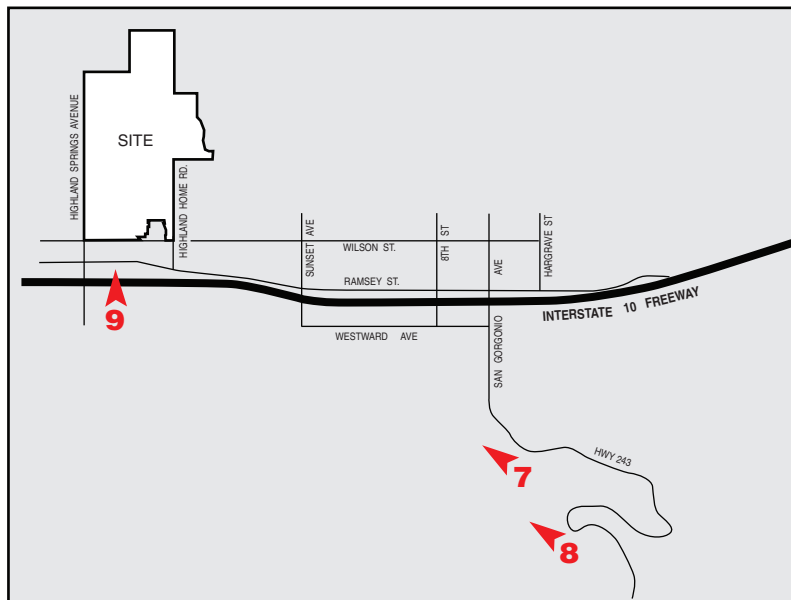 SITE
HIGHLAND SPRINGS AVENUE
HIGHLAND HOME RD.
SUNSET AVE
8TH ST
AVE
SAN GORGONIO
HARGRAVE ST
WILSON ST.
RAMSEY ST.
INTERSTATE 10 FREEWAY
WESTWARD AVE
9
HWY 243
7
8